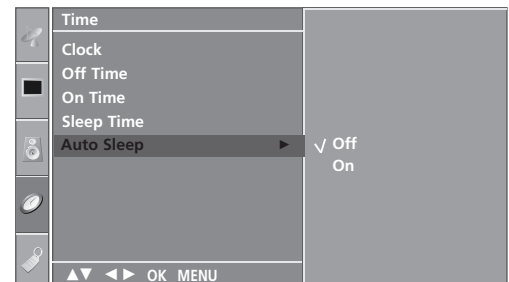 Time
Clock
Off Time
On Time
Sleep Time
Auto Sleep ►
✓ Off
On
▲▼ ◄► OK MENU